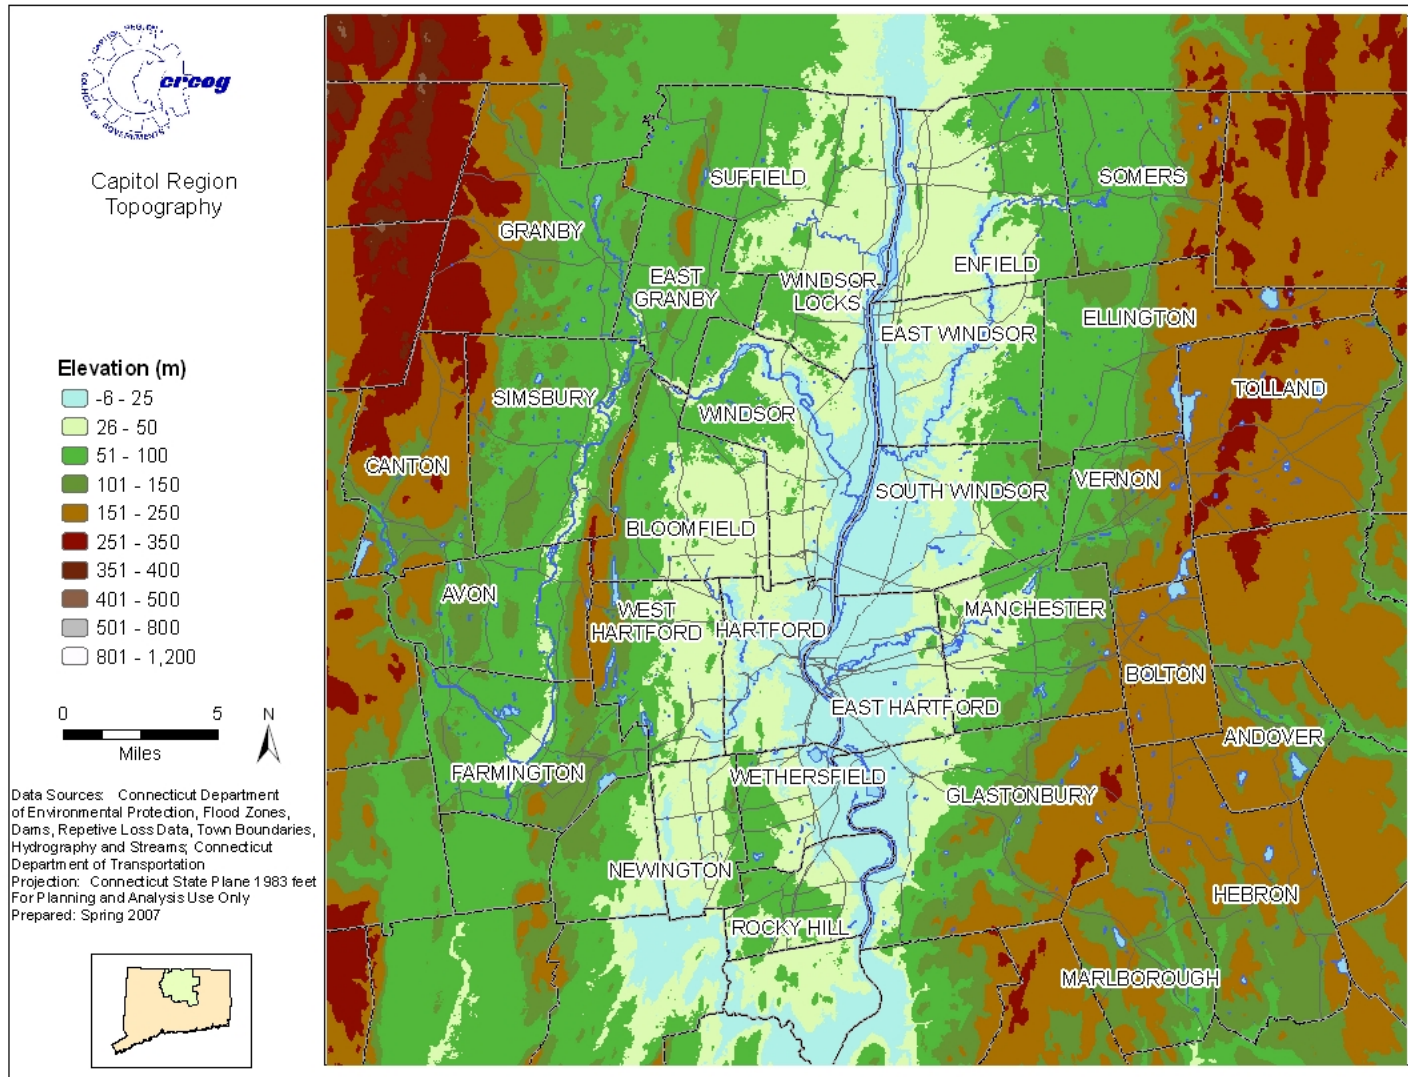 CAPITOL REGION
COUNCIL OF GOVERNMENTS
crcog
Capitol Region
Topography
Elevation (m)
-6 - 25
26 - 50
51 - 100
101 - 150
151 - 250
251 - 350
351 - 400
401 - 500
501 - 800
801 - 1,200
0 5
Miles
N
Data Sources: Connecticut Department
of Environmental Protection, Flood Zones,
Dams, Repetive Loss Data, Town Boundaries,
Hydrography and Streams; Connecticut
Department of Transportation
Projection: Connecticut State Plane 1983 feet
For Planning and Analysis Use Only
Prepared: Spring 2007
SUFFIELD
SOMERS
GRANBY
ENFIELD
EAST
GRANBY
WINDSOR
LOCKS
ELLINGTON
EAST WINDSOR
TOLLAND
SIMSBURY
WINDSOR
CANTON
VERNON
SOUTH WINDSOR
BLOOMFIELD
AVON
WEST
HARTFORD
HARTFORD
MANCHESTER
BOLTON
EAST HARTFORD
ANDOVER
FARMINGTON
WETHERSFIELD
GLASTONBURY
NEWINGTON
HEBRON
ROCKY HILL
MARLBOROUGH